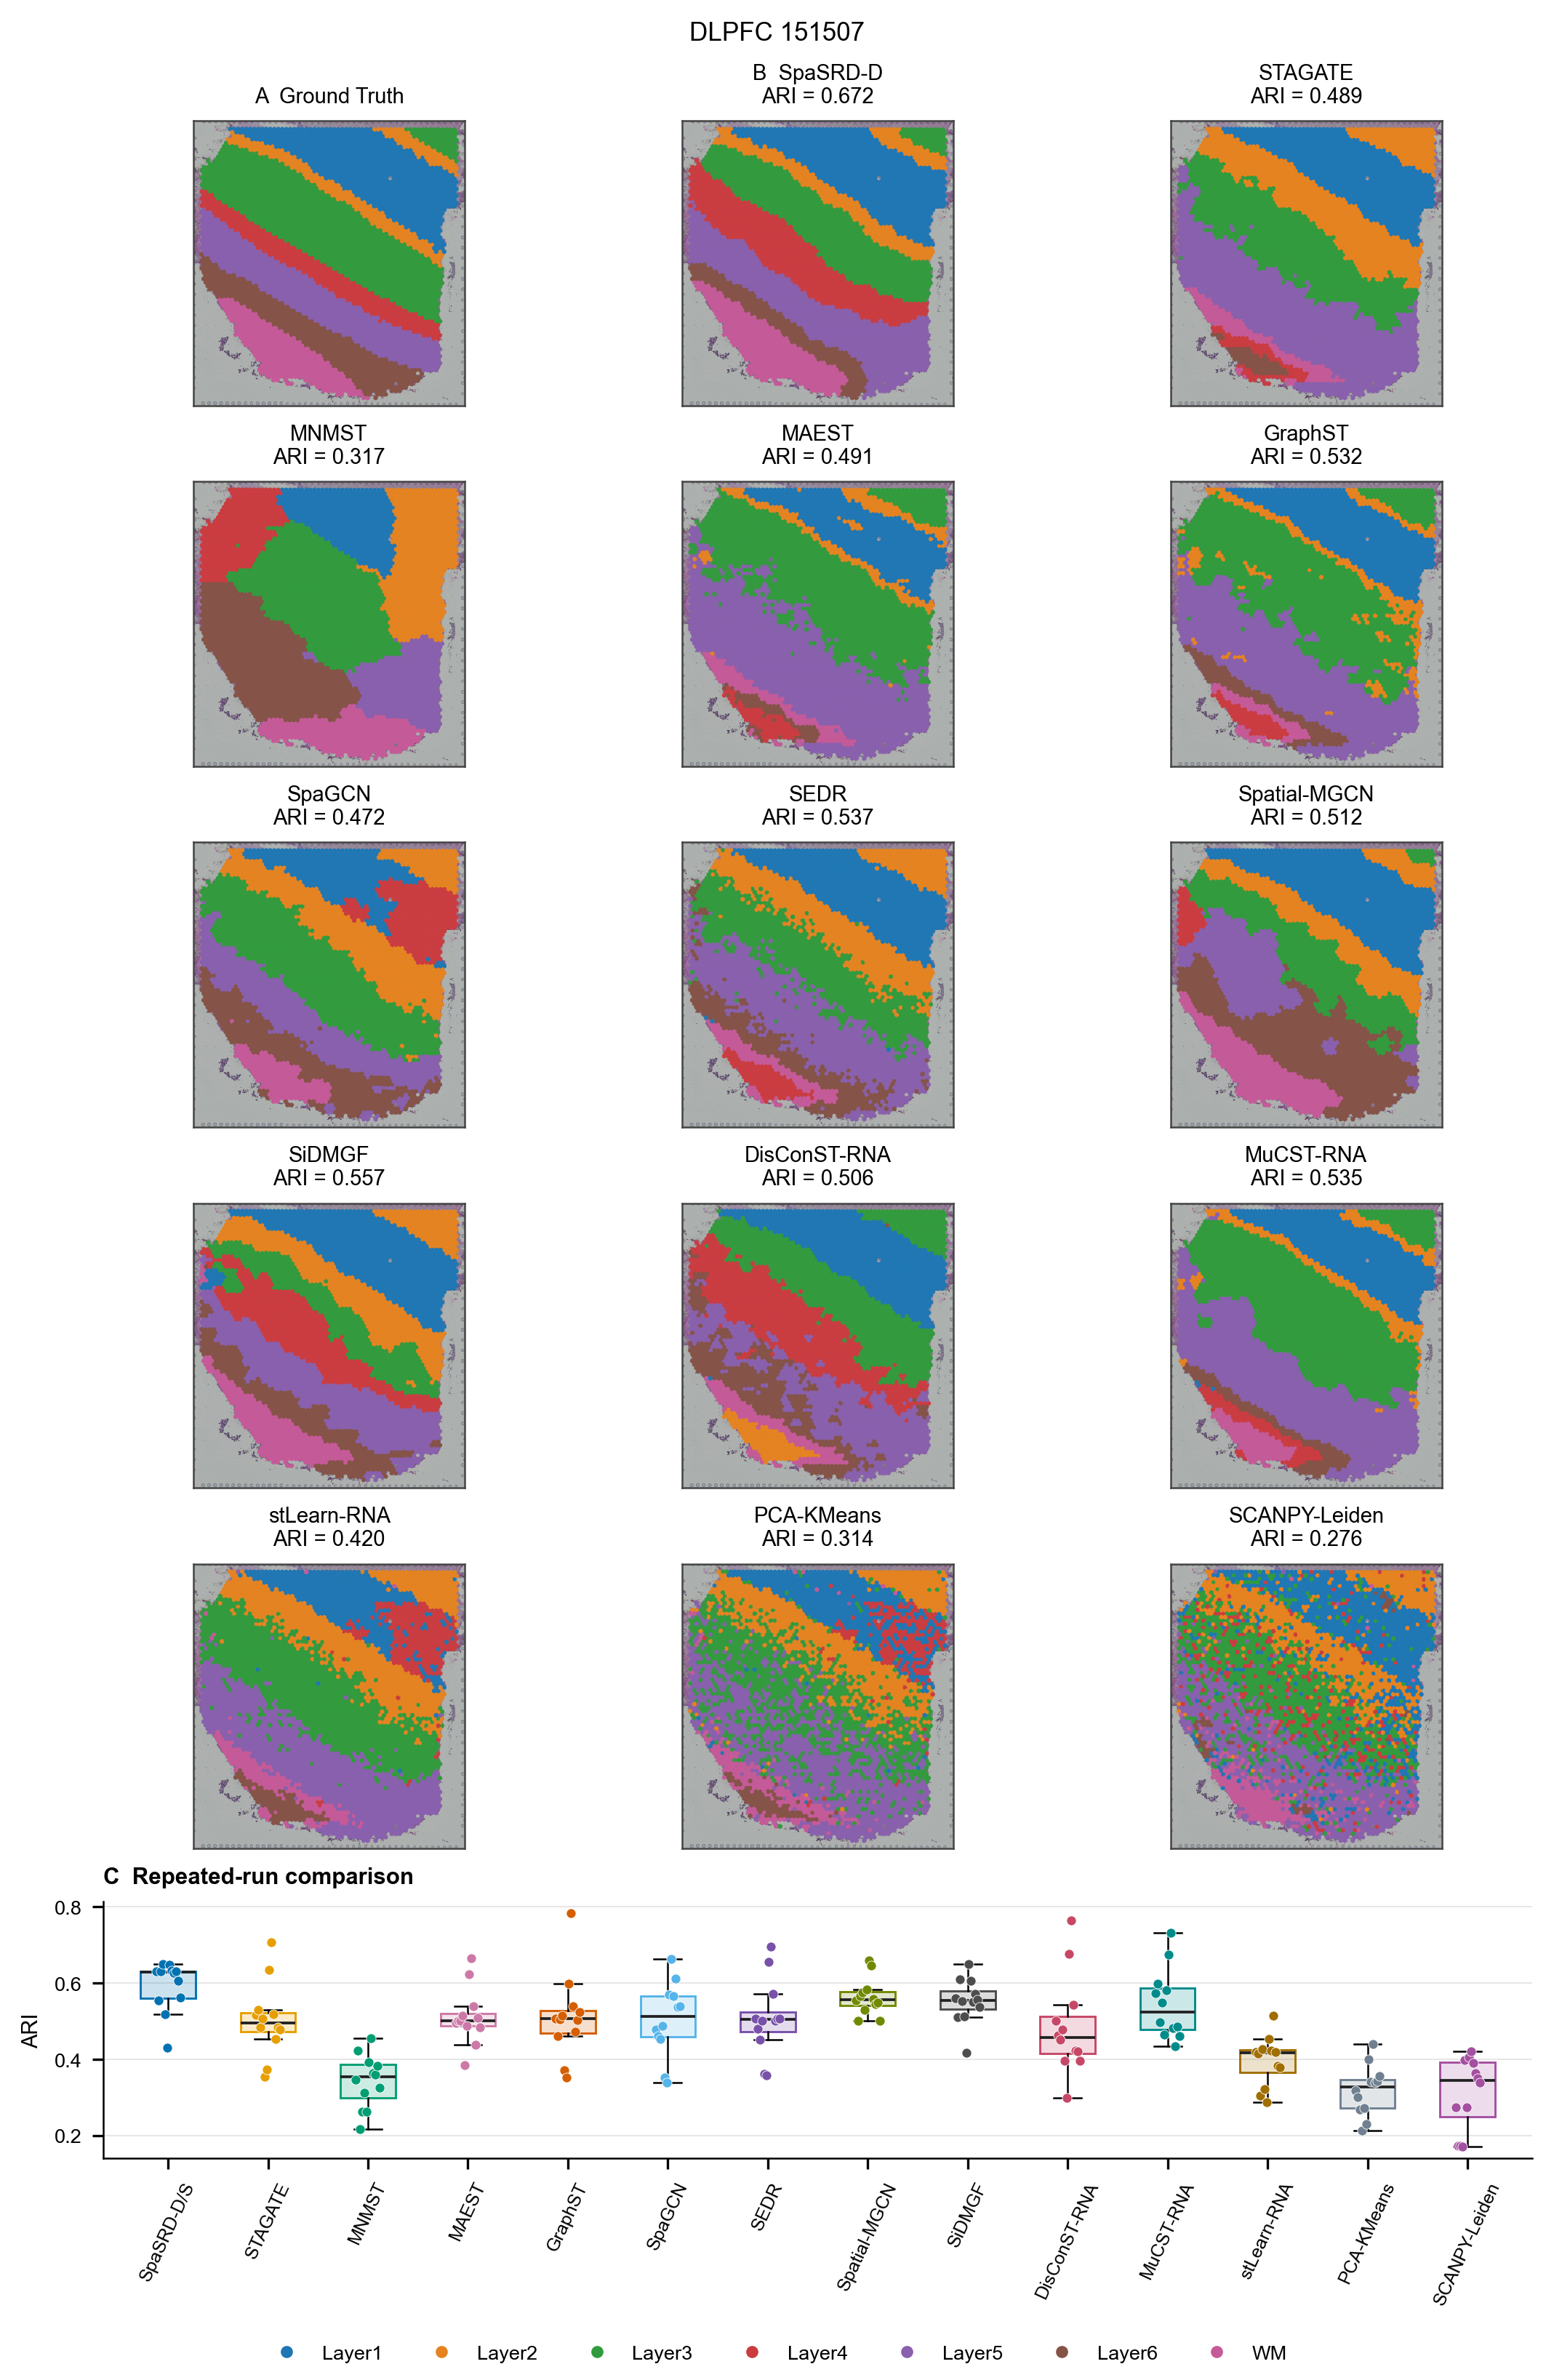 DLPFC 151507
A Ground Truth
B SpaSRD-D
ARI = 0.672
STAGATE
ARI = 0.489
MNMST
ARI = 0.317
MAEST
ARI = 0.491
GraphST
ARI = 0.532
SpaGCN
ARI = 0.472
SEDR
ARI = 0.537
Spatial-MGCN
ARI = 0.512
SiDMGF
ARI = 0.557
DisConST-RNA
ARI = 0.506
MuCST-RNA
ARI = 0.535
stLearn-RNA
ARI = 0.420
PCA-KMeans
ARI = 0.314
SCANPY-Leiden
ARI = 0.276
C Repeated-run comparison
ARI
0.8
0.6
0.4
0.2
SpaSRD-D/S
STAGATE
MNMST
MAEST
GraphST
SpaGCN
SEDR
Spatial-MGCN
SiDMGF
DisConST-RNA
MuCST-RNA
stLearn-RNA
PCA-KMeans
SCANPY-Leiden
Layer1
Layer2
Layer3
Layer4
Layer5
Layer6
WM